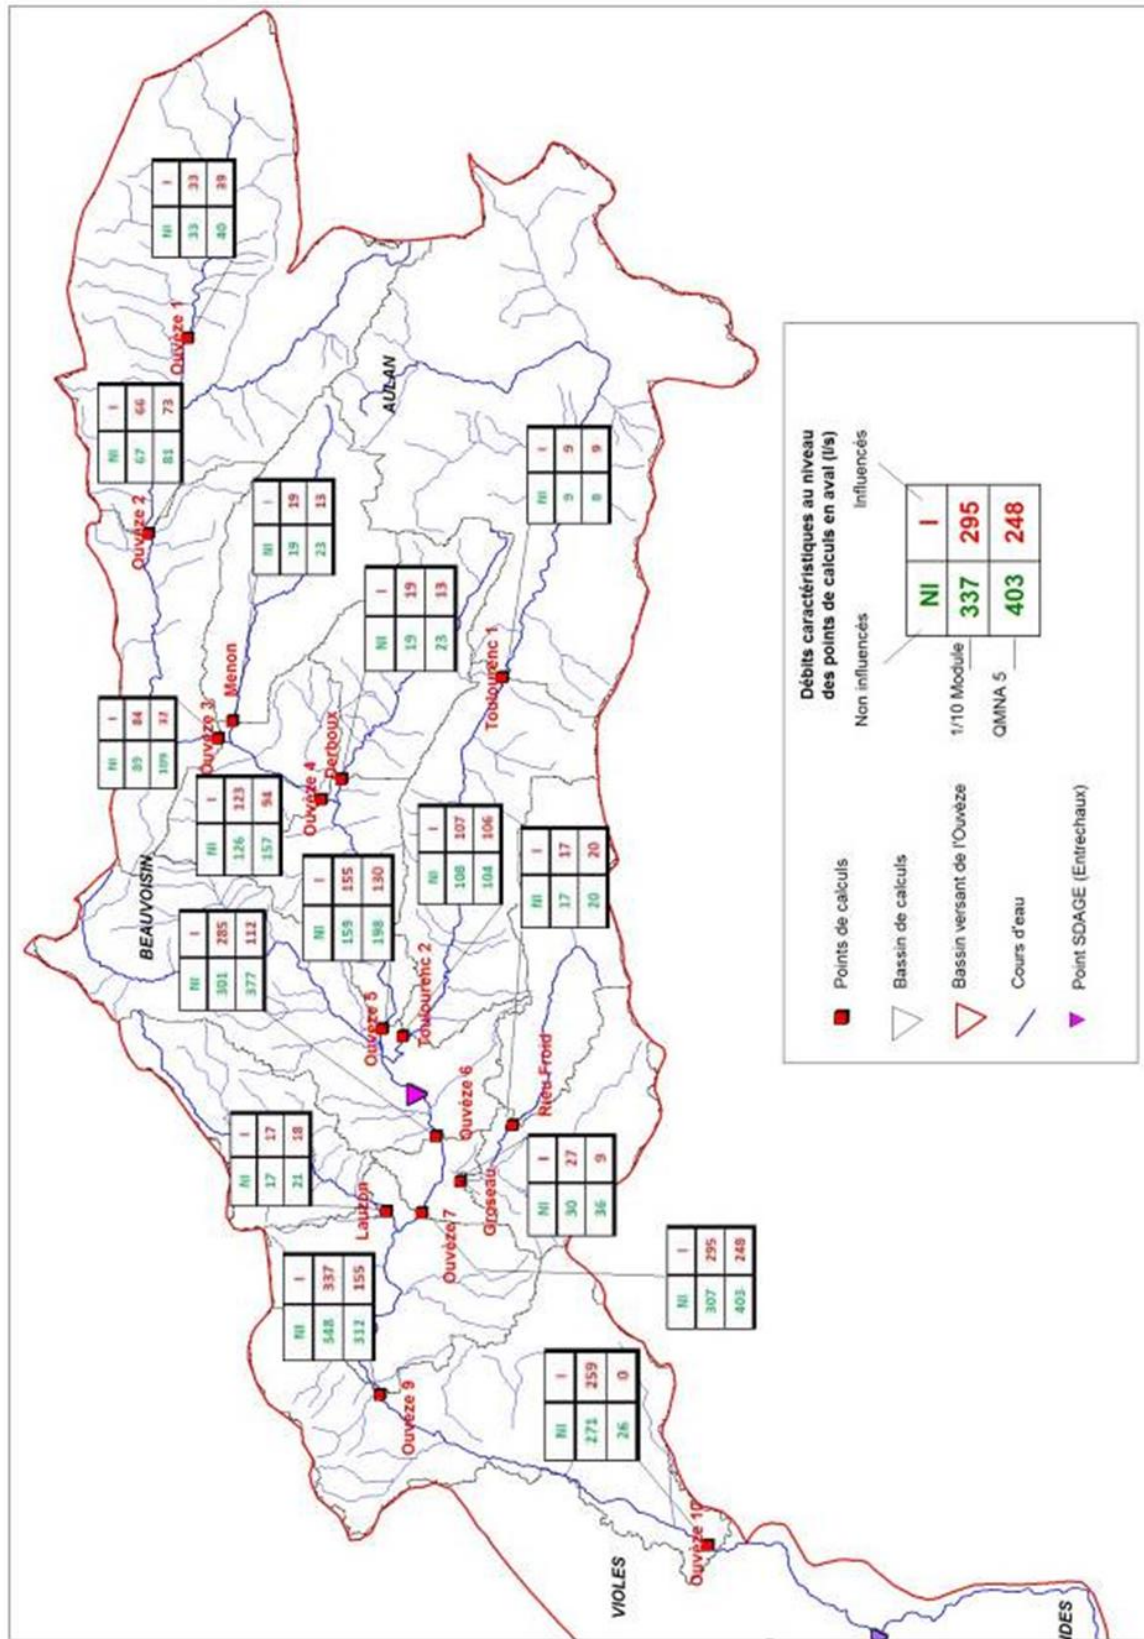 NI I
33 33
40 39
Ouvèze 1
NI I
67 66
81 73
Ouvèze 2
AULAN
NI I
19 19
23 13
NI I
9 9
8 9
NI I
19 19
23 13
Menon
Ouvèze 3
Toulourenc 1
NI I
89 84
109 37
Derboux
Ouvèze 4
NI I
126 123
157 94
NI I
108 107
104 106
NI I
17 17
20 20
BEAUVOISIN
NI I
159 155
198 130
NI I
301 285
377 112
Toulourenc 2
Ouvèze 5
Ouvèze 6
Rieu Froid
NI I
17 17
21 18
Groseau
NI I
30 27
36 9
Lauzon
Ouvèze 7
NI I
295
307
248
403
NI I
348 337
312 155
Ouvèze 9
NI I
271 259
26 0
Ouvèze 10
VIOLES
IDES
Débits caractéristiques au niveau
des points de calculs en aval (l/s)
Non influencés Influencés
NI I
1/10 Module 337 295
QMNA 5 403 248
Points de calculs
Bassin de calculs
Bassin versant de l'Ouvèze
Cours d'eau
Point SDAGE (Entrechaux)